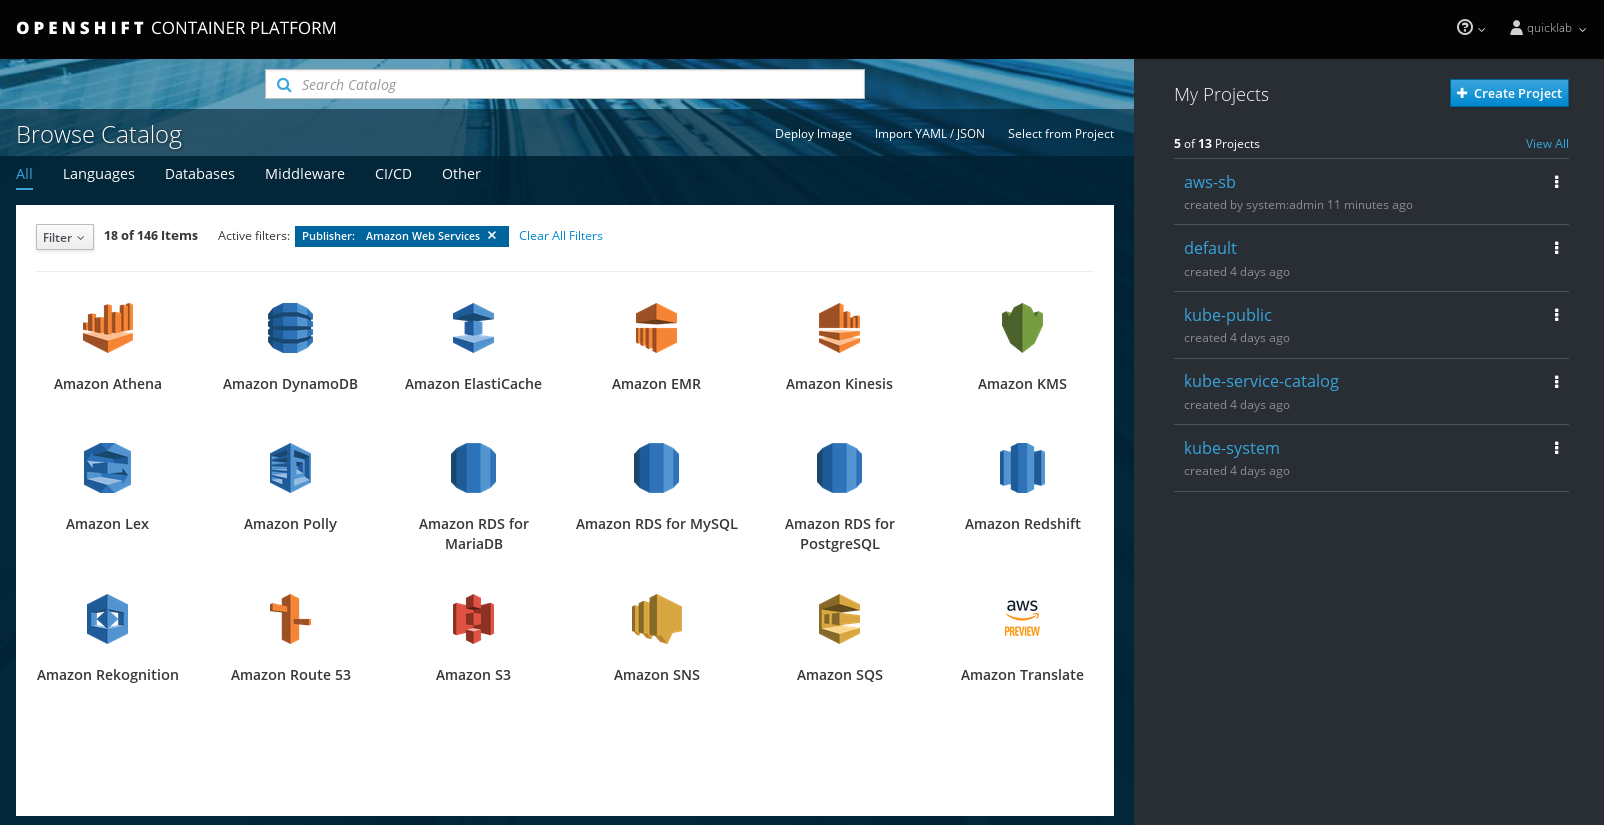 OPENSHIFT CONTAINER PLATFORM
quicklab
Search Catalog
Browse Catalog
Deploy Image
Import YAML / JSON
Select from Project
All
Languages
Databases
Middleware
CI/CD
Other
Filter
18 of 146 Items
Active filters:
Publisher: Amazon Web Services
Clear All Filters
Amazon Athena
Amazon DynamoDB
Amazon ElastiCache
Amazon EMR
Amazon Kinesis
Amazon KMS
Amazon Lex
Amazon Polly
Amazon RDS for
MariaDB
Amazon RDS for MySQL
Amazon RDS for
PostgreSQL
Amazon Redshift
aws
PREVIEW
Amazon Rekognition
Amazon Route 53
Amazon S3
Amazon SNS
Amazon SQS
Amazon Translate
My Projects
Create Project
5 of 13 Projects
View All
aws-sb
created by system:admin 11 minutes ago
default
created 4 days ago
kube-public
created 4 days ago
kube-service-catalog
created 4 days ago
kube-system
created 4 days ago